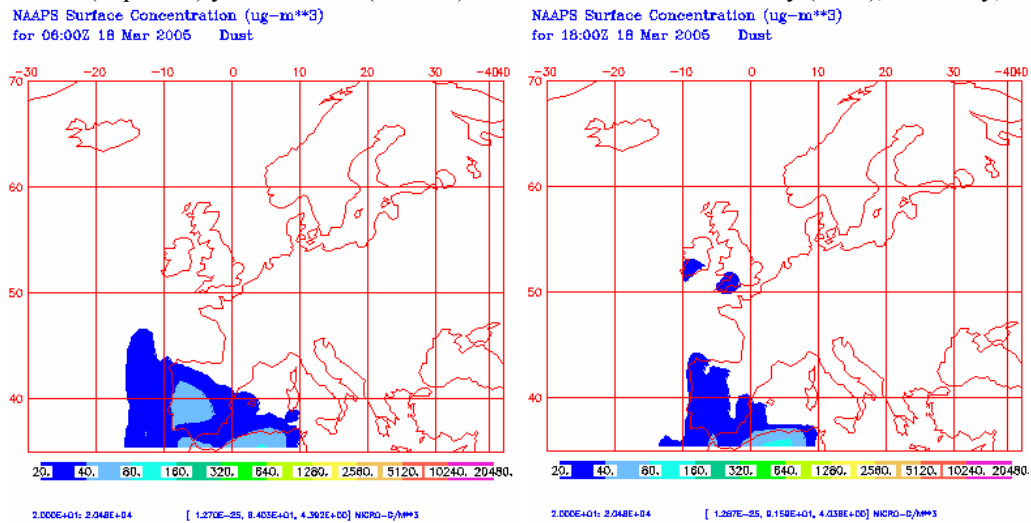 NAAPS Surface Concentration (ug-m**3)
for 06:00Z 18 Mar 2005 Dust
-30 -20 -10 0 10 20 30 -40
70
60
50
40
20. 40. 80. 160. 320. 640. 1280. 2560. 5120. 10240. 20480.
2.000E+01: 2.048E+04 [ 1.270E-25, 8.403E+01, 4.392E+00] MICRO-G/M**3
NAAPS Surface Concentration (ug-m**3)
for 18:00Z 18 Mar 2005 Dust
40 -20 -10 0 10 20 30 40
60
50
40
20. 40. 80. 160. 320. 640. 1280. 2560. 5120. 10240. 20480.
2.000E+01: 2.048E+04 [ 1.287E-25, 9.159E+01, 4.038E+00] MICRO-G/M**3